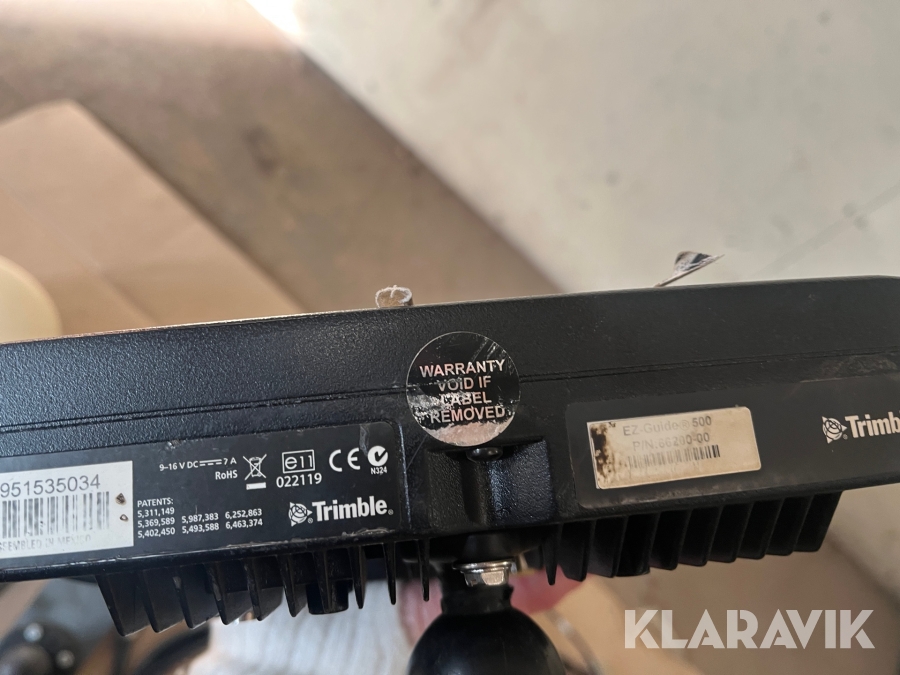 WARRANTY
VOID IF
LABEL
REMOVED
951535034
9-16 V DC 7 A
RoHS
e11
022119
CE
N324
PATENTS:
5,311,149
5,369,589 5,987,383 6,252,863
5,402,450 5,493,588 6,463,374
Trimble.
EZ-Guide 500
P/N:66200-00
Trimble
KLARAVIK